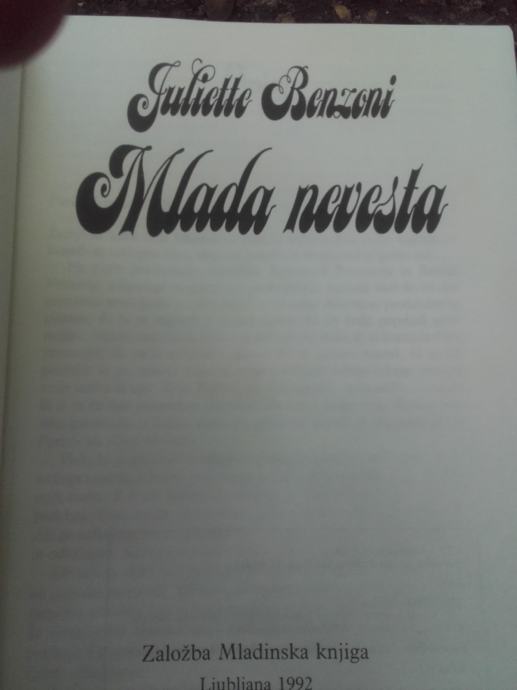 Juliette Benzoni
Mlada nevesta
Založba Mladinska knjiga
Ljubljana 1992